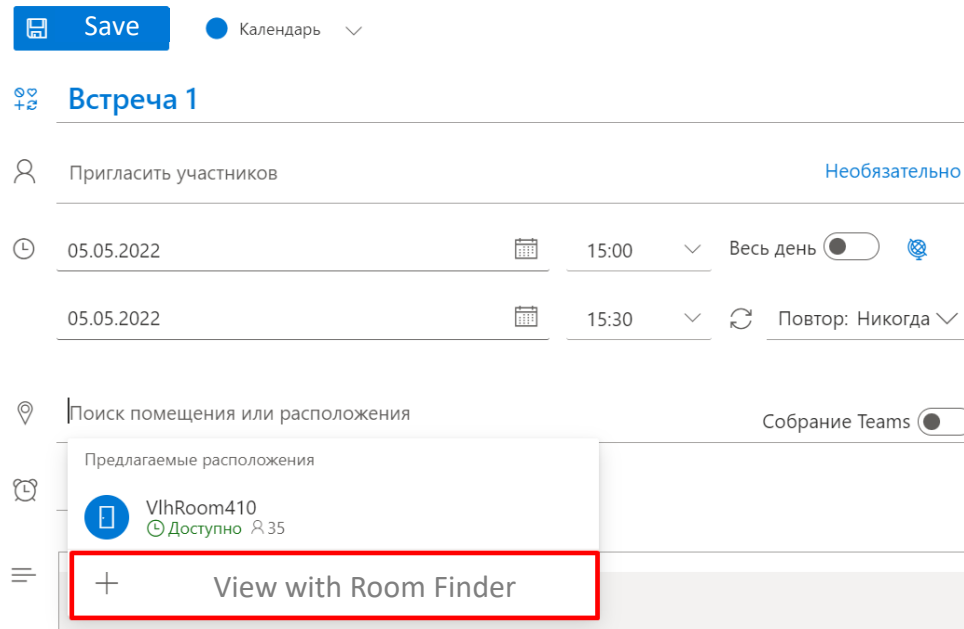 Save
Календарь
Встреча 1
Пригласить участников
Необязательно
05.05.2022
15:00
Весь день
05.05.2022
15:30
Повтор: Никогда
Поиск помещения или расположения
Собрание Teams
Предлагаемые расположения
VlhRoom410
Доступно 35
View with Room Finder